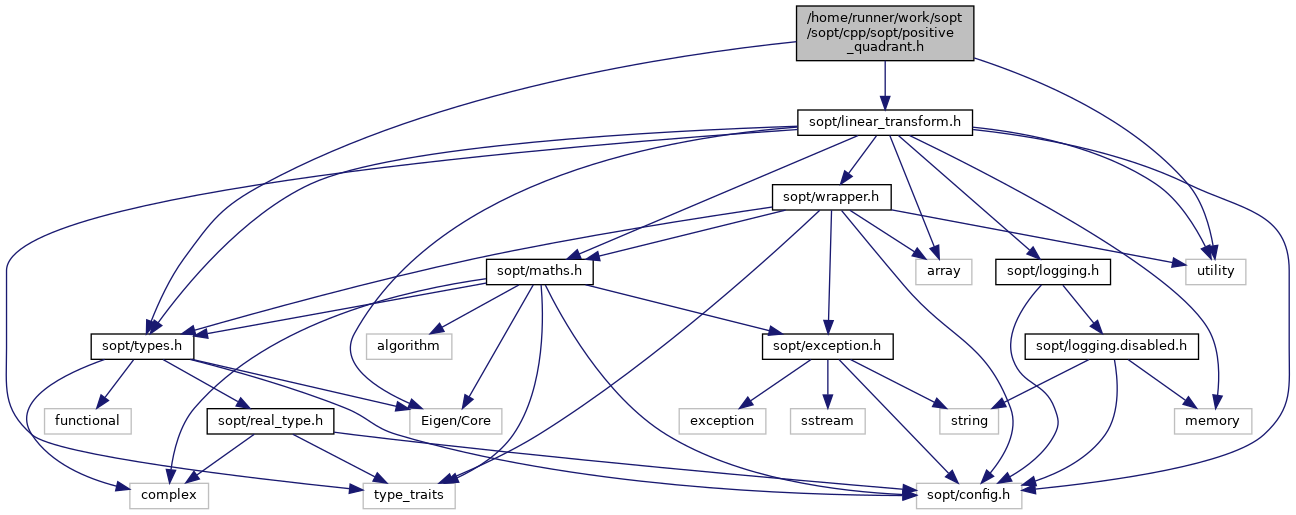 /home/runner/work/sopt
/sopt/cpp/sopt/positive
_quadrant.h
sopt/linear_transform.h
sopt/wrapper.h
sopt/maths.h
array
sopt/logging.h
utility
sopt/types.h
algorithm
sopt/exception.h
sopt/logging.disabled.h
functional
sopt/real_type.h
Eigen/Core
exception
sstream
string
memory
complex
type_traits
sopt/config.h